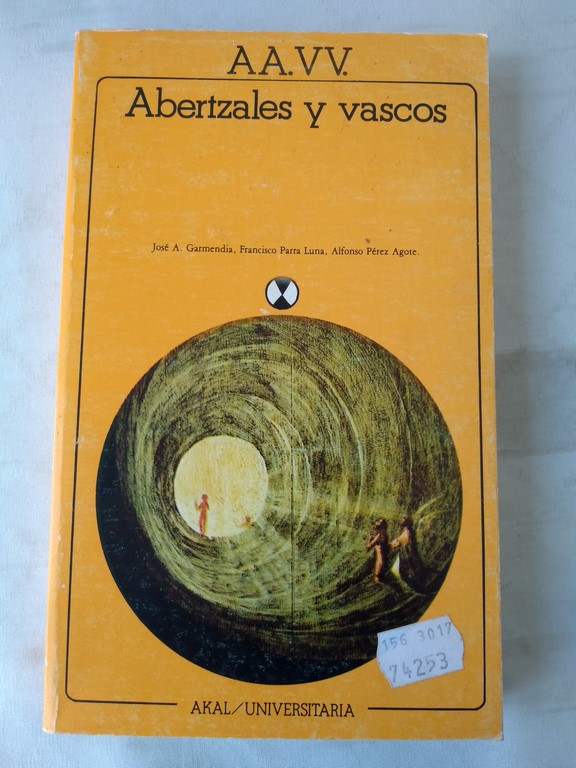 AA.VV.
Abertzales y vascos
José A. Garmendia, Francisco Parra Luna, Alfonso Pérez Agote.
156 3017
74253
AKAL/UNIVERSITARIA